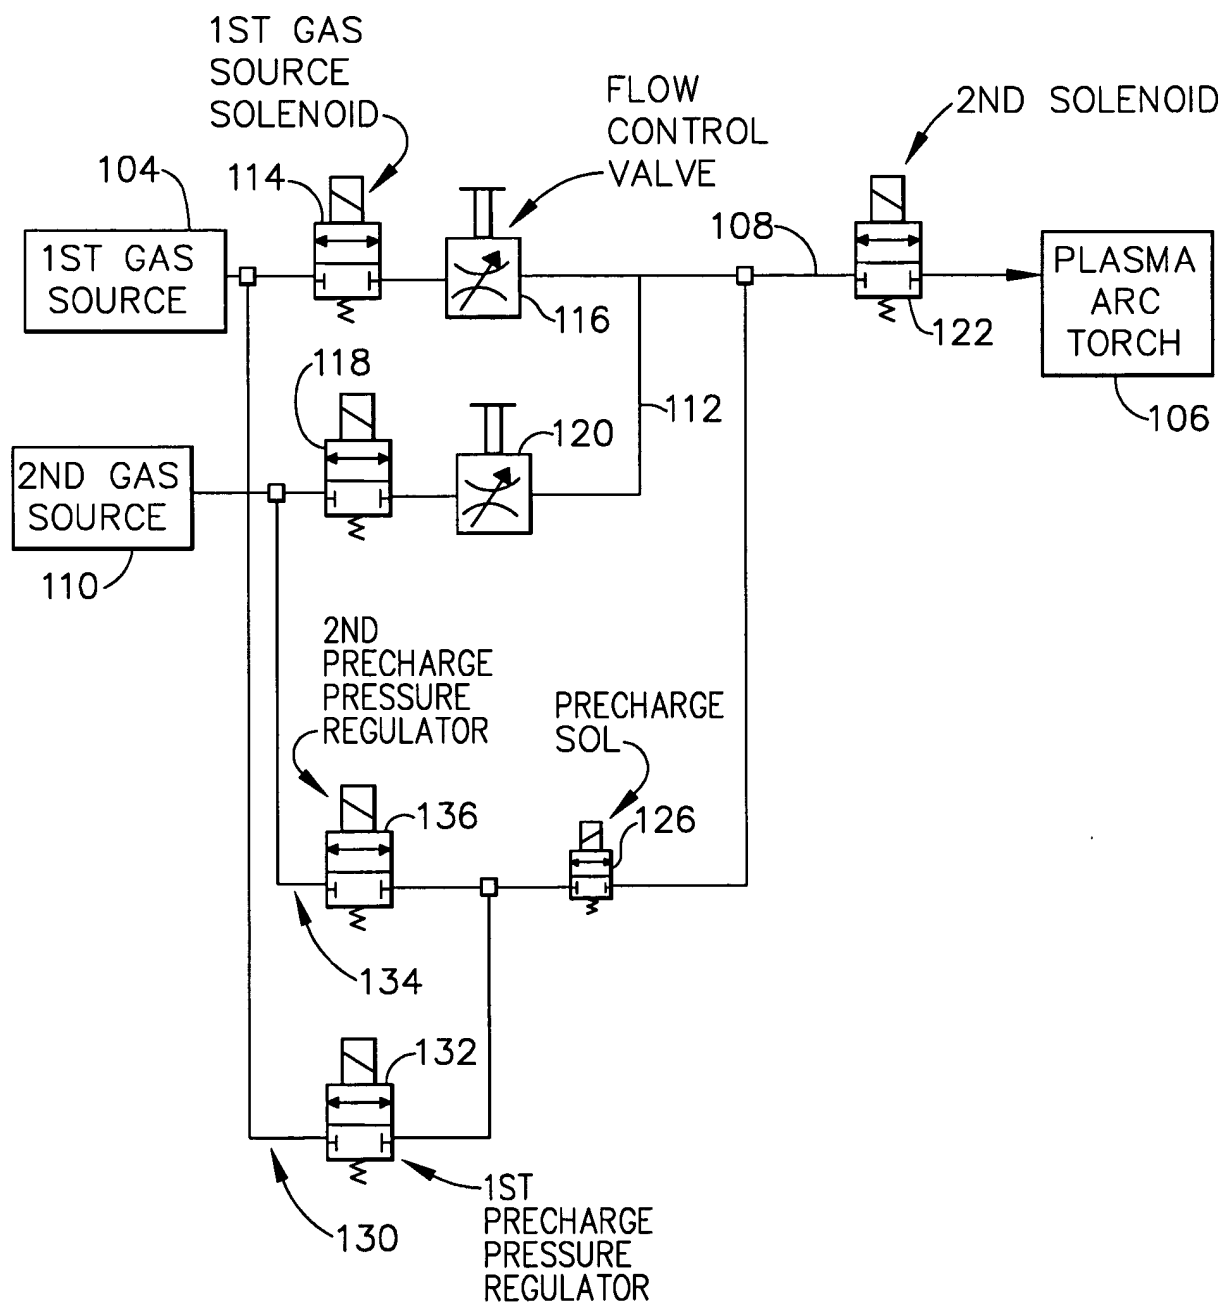 1ST GAS
SOURCE
SOLENOID
FLOW
CONTROL
VALVE
2ND SOLENOID
104
114
108
1ST GAS
SOURCE
116
122
PLASMA
ARC
TORCH
106
118
112
120
2ND GAS
SOURCE
110
2ND
PRECHARGE
PRESSURE
REGULATOR
PRECHARGE
SOL
136
126
134
132
130
1ST
PRECHARGE
PRESSURE
REGULATOR